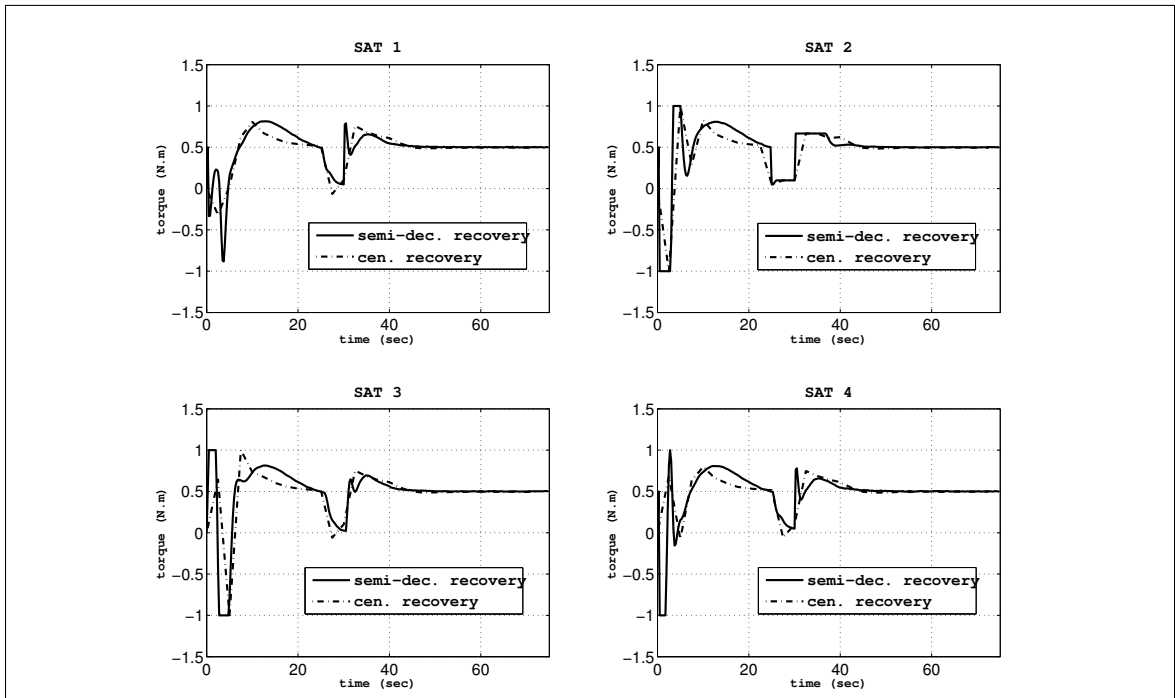 SAT 1
1.5
1
0.5
0
−0.5
−1
−1.5
torque (N.m)
semi−dec. recovery
cen. recovery
0 20 40 60
time (sec)
SAT 2
1.5
1
0.5
0
−0.5
−1
−1.5
torque (N.m)
semi−dec. recovery
cen. recovery
0 20 40 60
time (sec)
SAT 3
1.5
1
0.5
0
−0.5
−1
−1.5
torque (N.m)
semi−dec. recovery
cen. recovery
0 20 40 60
time (sec)
SAT 4
1.5
1
0.5
0
−0.5
−1
−1.5
torque (N.m)
semi−dec. recovery
cen. recovery
0 20 40 60
time (sec)